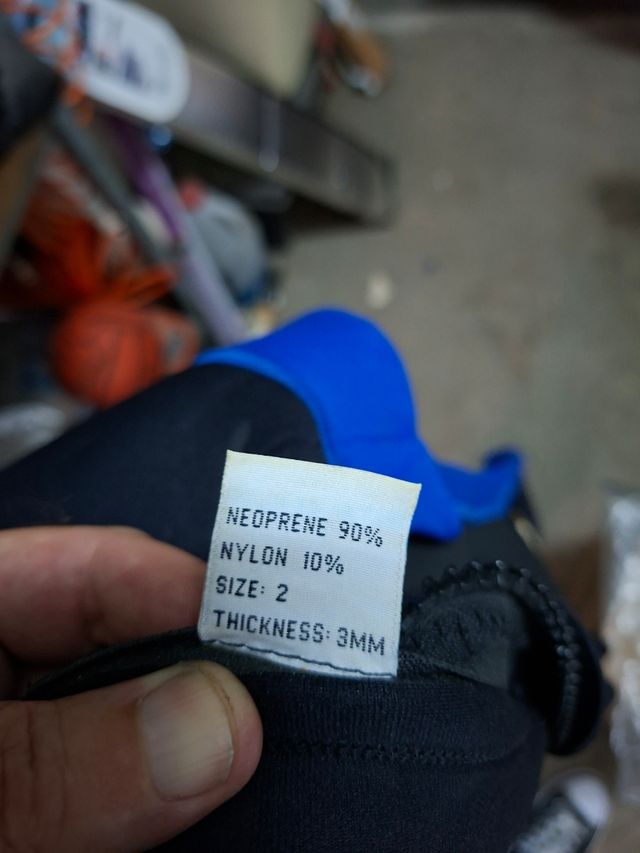 NEOPRENE 90%
NYLON 10%
SIZE: 2
THICKNESS: 3MM